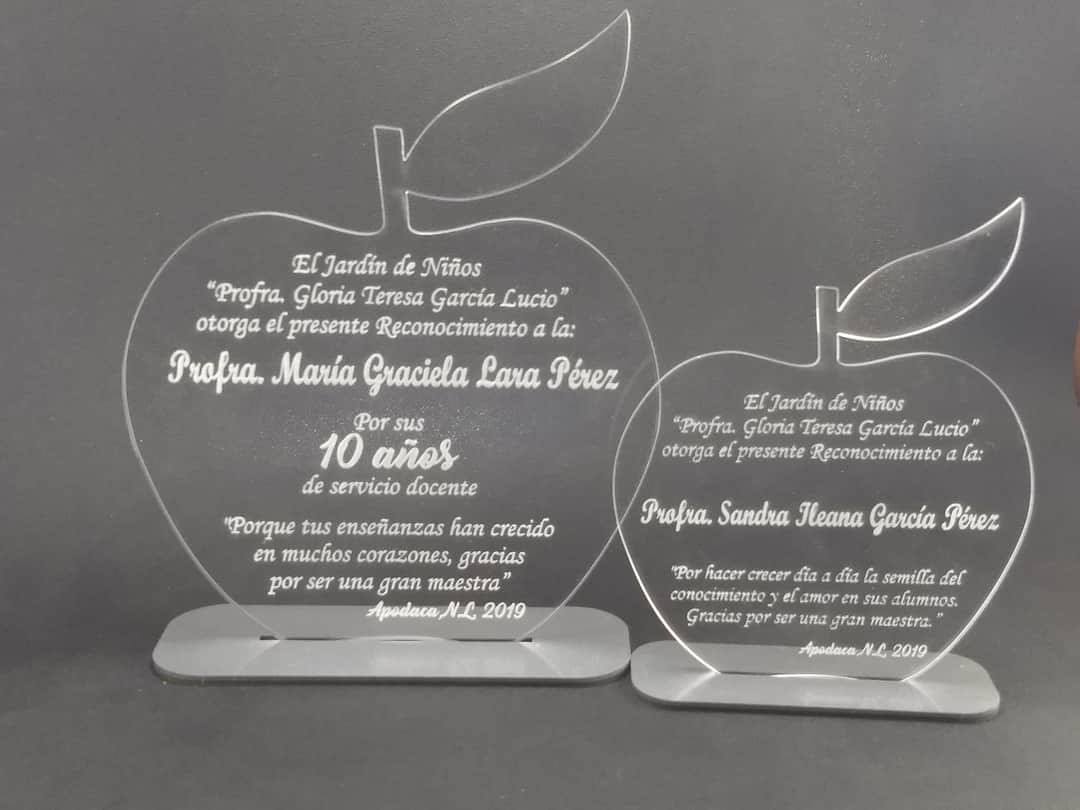 El Jardín de Niños
“Profra. Gloria Teresa García Lucio”
otorga el presente Reconocimiento a la:
Profra. María Graciela Lara Pérez
Por sus
10 años
de servicio docente
"Porque tus enseñanzas han crecido
en muchos corazones, gracias
por ser una gran maestra”
Apodaca N.L, 2019
El Jardín de Niños
“Profra. Gloria Teresa García Lucio”
otorga el presente Reconocimiento a la:
Profra. Sandra Ileana García Pérez
"Por hacer crecer día a día la semilla del
conocimiento y el amor en sus alumnos.
Gracias por ser una gran maestra.”
Apodaca N.L, 2019